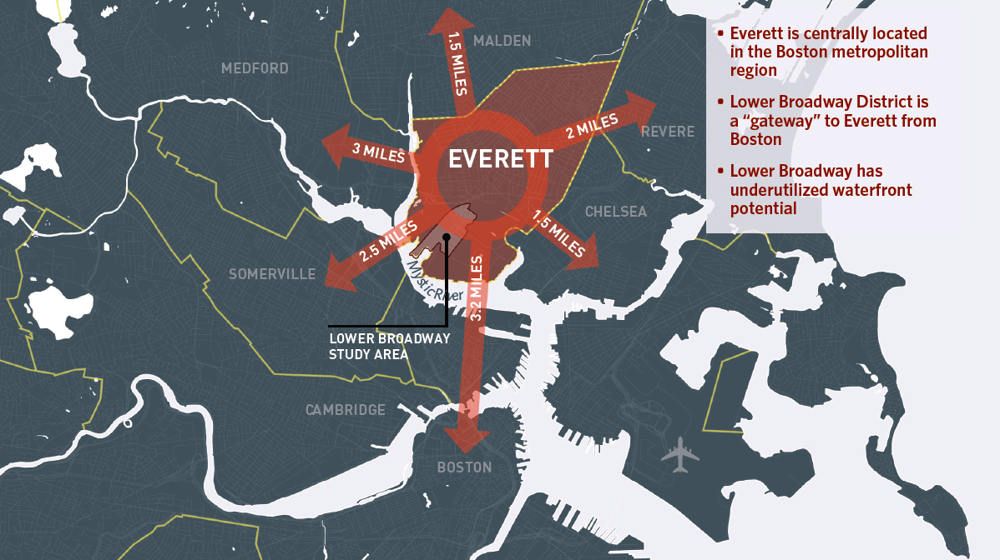 1.5 MILES
MALDEN
MEDFORD
2 MILES
REVERE
3 MILES
EVERETT
CHELSEA
1.5 MILES
2.5 MILES
SOMERVILLE
Mystic River
3.2 MILES
LOWER BROADWAY
STUDY AREA
CAMBRIDGE
BOSTON
• Everett is centrally located
in the Boston metropolitan
region
• Lower Broadway District is
a “gateway” to Everett from
Boston
• Lower Broadway has
underutilized waterfront
potential